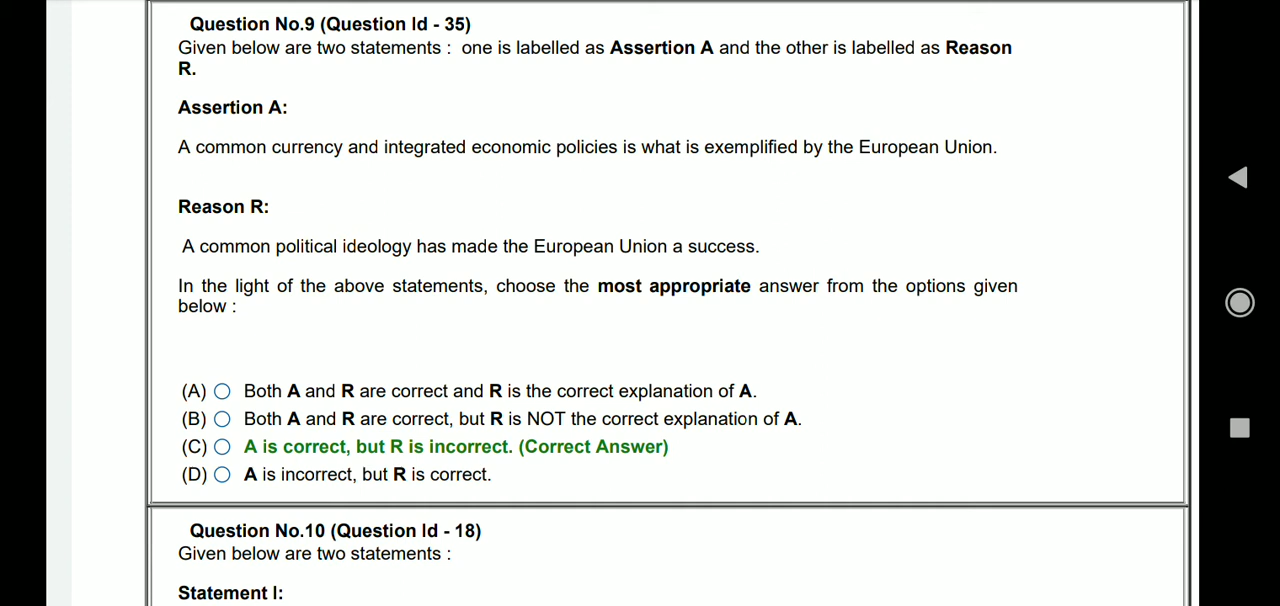 Question No.9 (Question Id - 35)
Given below are two statements : one is labelled as Assertion A and the other is labelled as Reason
R.
Assertion A:
A common currency and integrated economic policies is what is exemplified by the European Union.
Reason R:
A common political ideology has made the European Union a success.
In the light of the above statements, choose the most appropriate answer from the options given
below :
(A) Both A and R are correct and R is the correct explanation of A.
(B) Both A and R are correct, but R is NOT the correct explanation of A.
(C) A is correct, but R is incorrect. (Correct Answer)
(D) A is incorrect, but R is correct.
Question No.10 (Question Id - 18)
Given below are two statements :
Statement I: